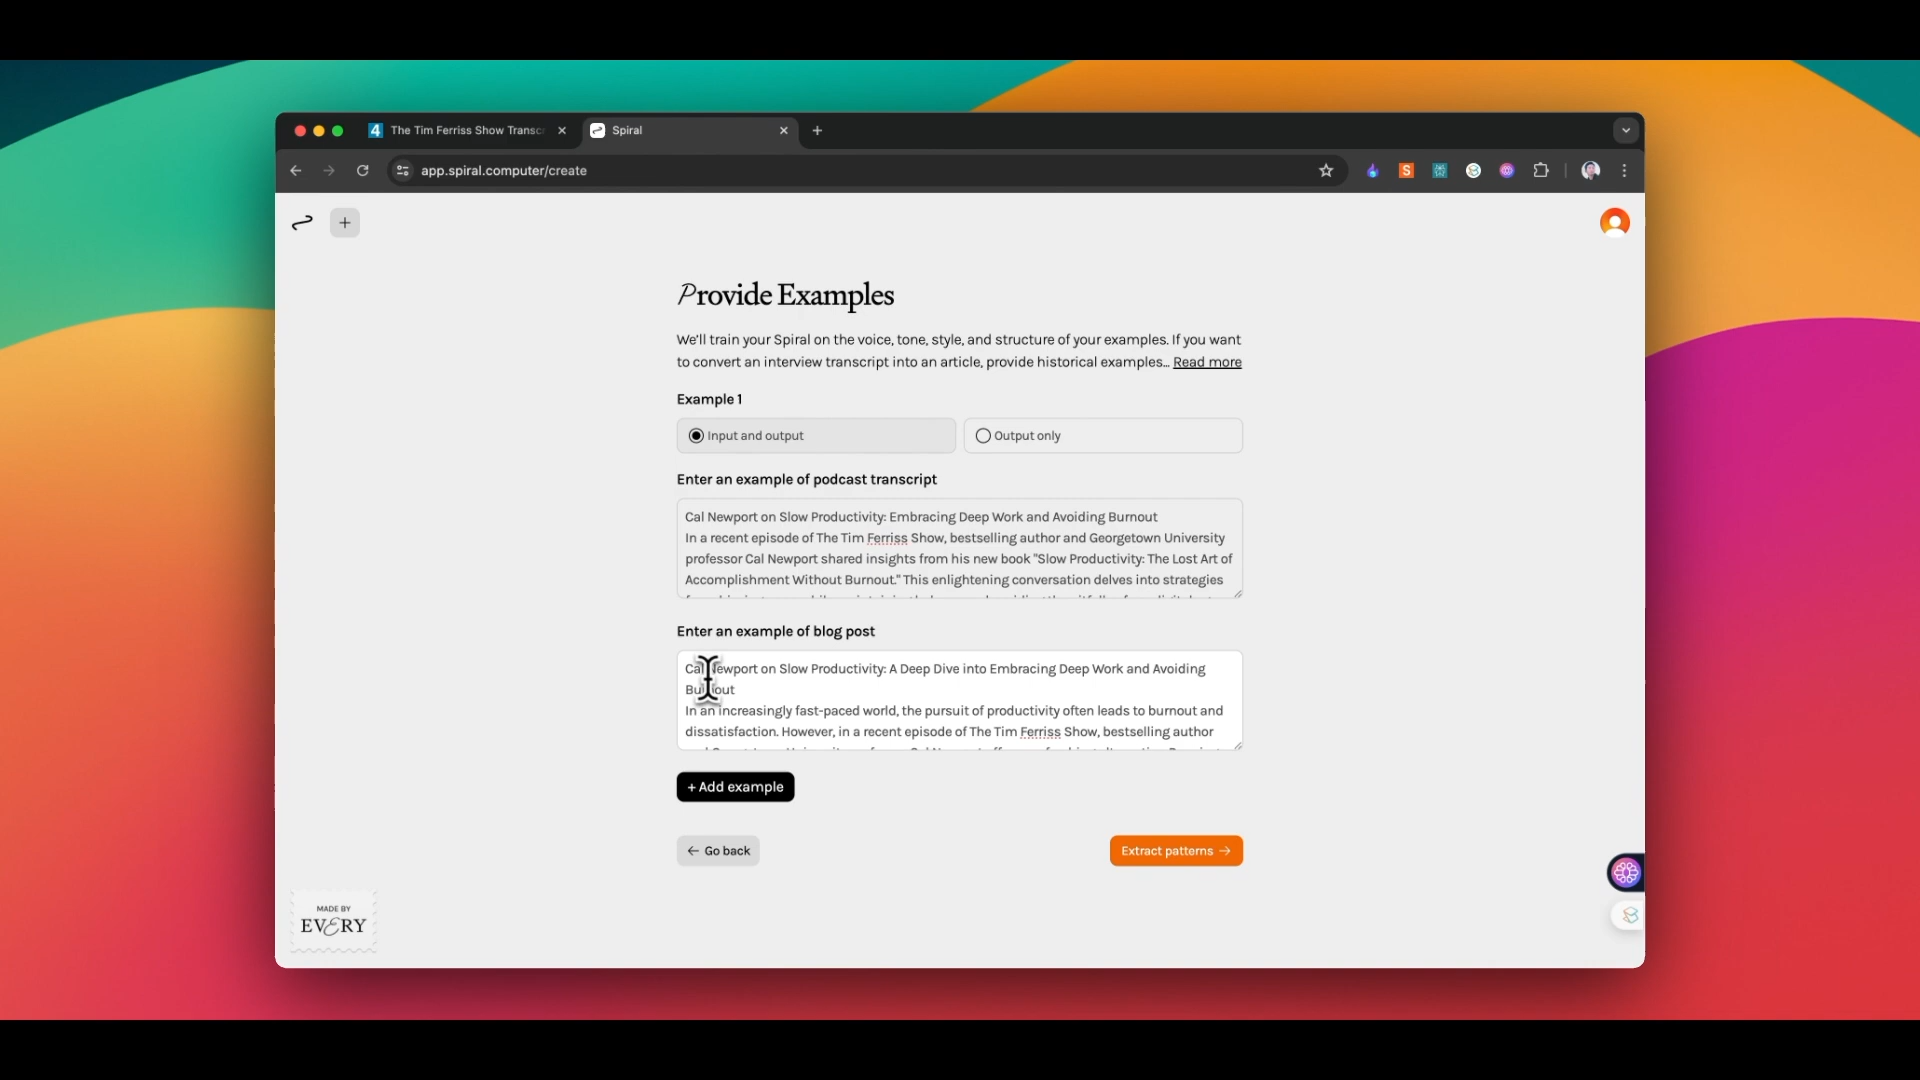 4 The Tim Ferriss Show Transc
Spiral
app.spiral.computer/create
S
Provide Examples
We'll train your Spiral on the voice, tone, style, and structure of your examples. If you want
to convert an interview transcript into an article, provide historical examples... Read more
Example 1
Input and output
Output only
Enter an example of podcast transcript
Cal Newport on Slow Productivity: Embracing Deep Work and Avoiding Burnout
In a recent episode of The Tim Ferriss Show, bestselling author and Georgetown University
professor Cal Newport shared insights from his new book "Slow Productivity: The Lost Art of
Accomplishment Without Burnout." This enlightening conversation delves into strategies
Enter an example of blog post
Cal Newport on Slow Productivity: A Deep Dive into Embracing Deep Work and Avoiding
Burnout
In an increasingly fast-paced world, the pursuit of productivity often leads to burnout and
dissatisfaction. However, in a recent episode of The Tim Ferriss Show, bestselling author
+ Add example
← Go back
Extract patterns →
MADE BY
EVERY